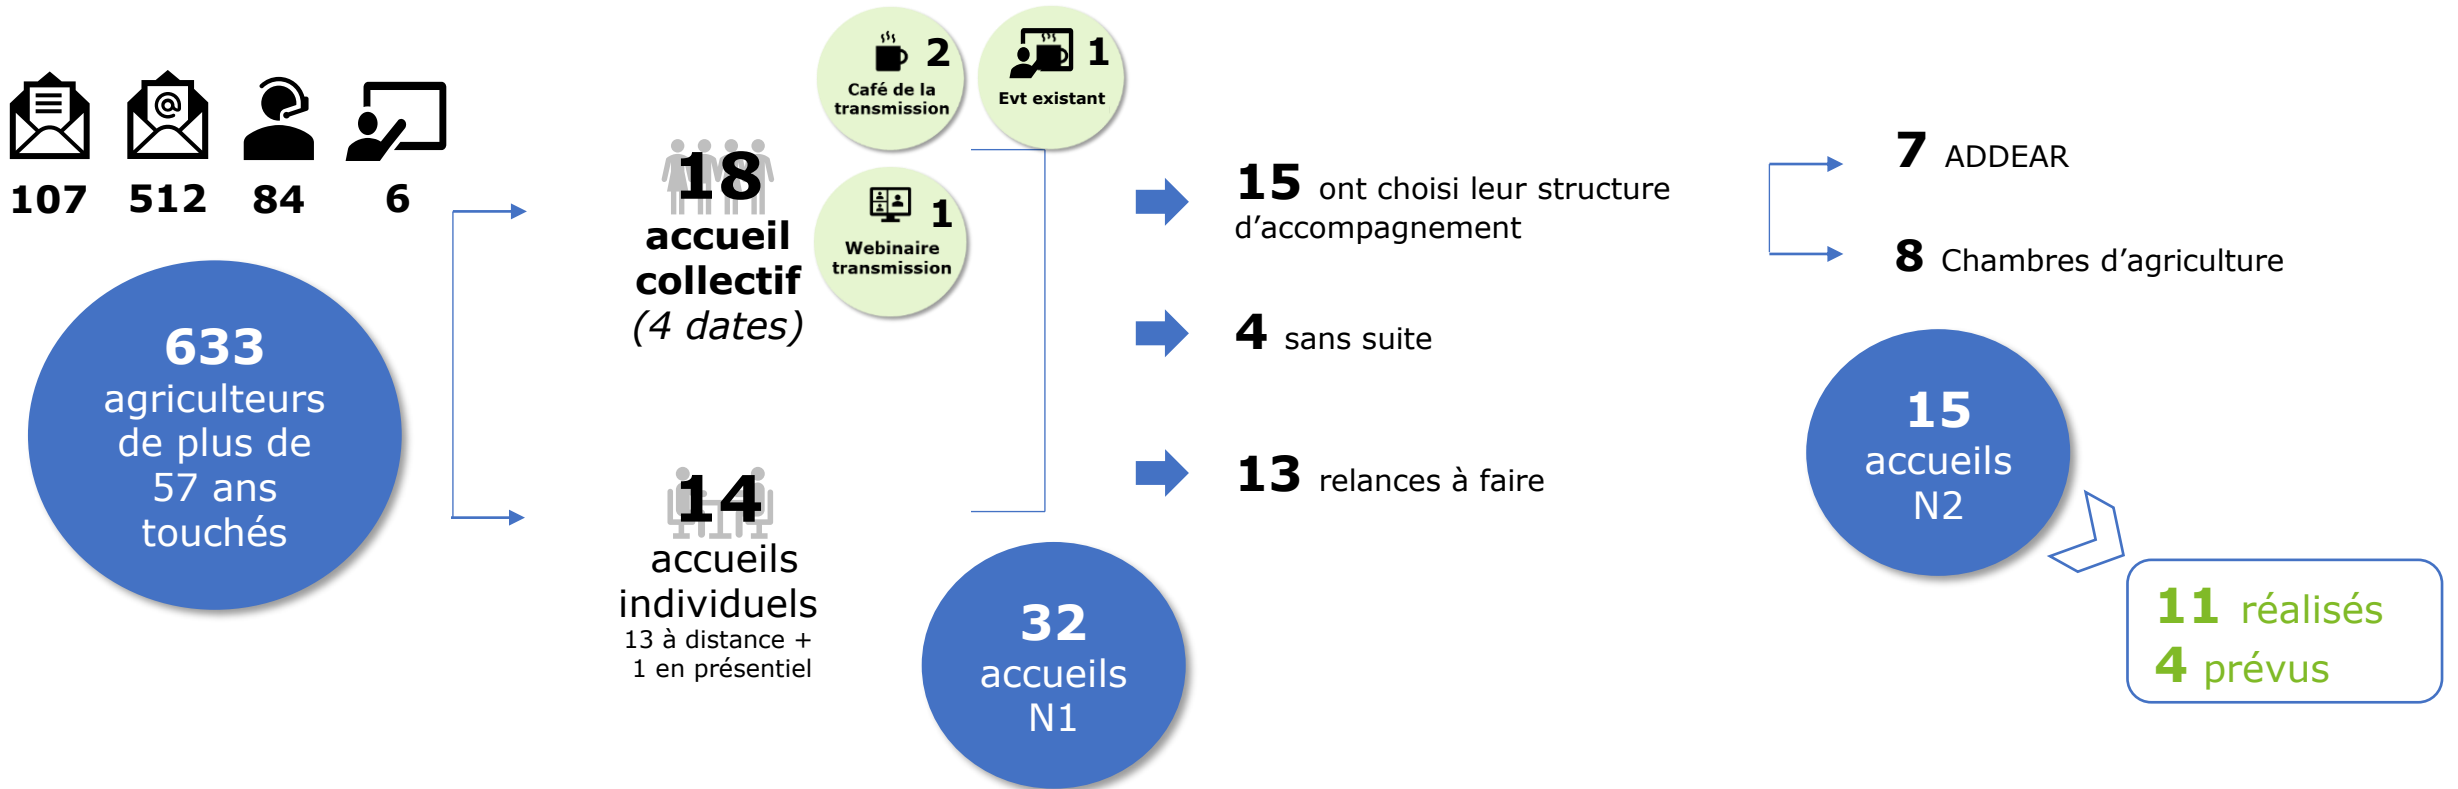 107
512
84
6
633
agriculteurs
de plus de
57 ans
touchés
18
accueil
collectif
(4 dates)
2
Café de la
transmission
1
Evt existant
1
Webinaire
transmission
14
accueils
individuels
13 à distance +
1 en présentiel
32
accueils
N1
15 ont choisi leur structure
d’accompagnement
4 sans suite
13 relances à faire
7 ADDEAR
8 Chambres d’agriculture
15
accueils
N2
11 réalisés
4 prévus